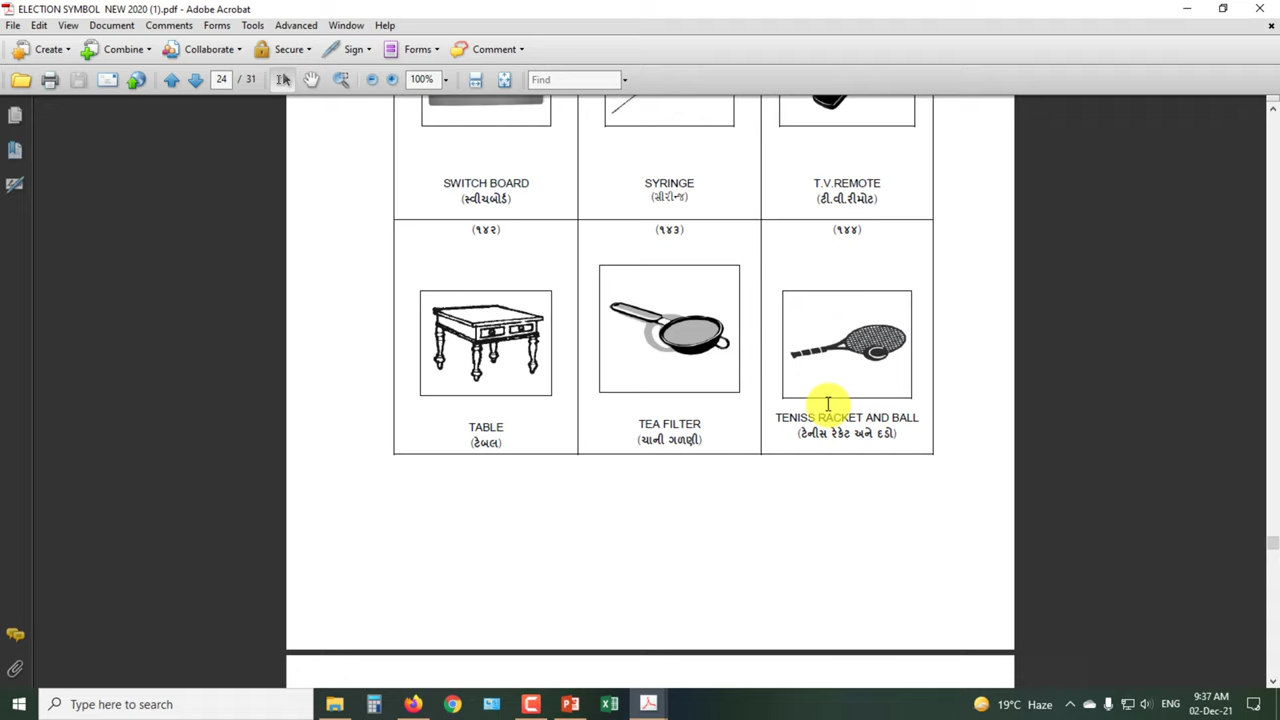 ELECTION SYMBOL NEW 2020 (1).pdf - Adobe Acrobat
File Edit View Document Comments Forms Tools Advanced Window Help
Create Combine Collaborate Secure Sign Forms Comment
24 / 31 100% Find
SWITCH BOARD SYRINGE T.V.REMOTE
(સ્વીચબોર્ડ) (સીરીન્જ) (ટી.વી.રીમોટ)
(૧૪૨) (૧૪૩) (૧૪૪)
TABLE TEA FILTER TENISS RACKET AND BALL
(ટેબલ) (ચાની ગળણી) (ટેનીસ રેકેટ અને દડો)
Type here to search 19°C Haze ENG 9:37 AM
02-Dec-21